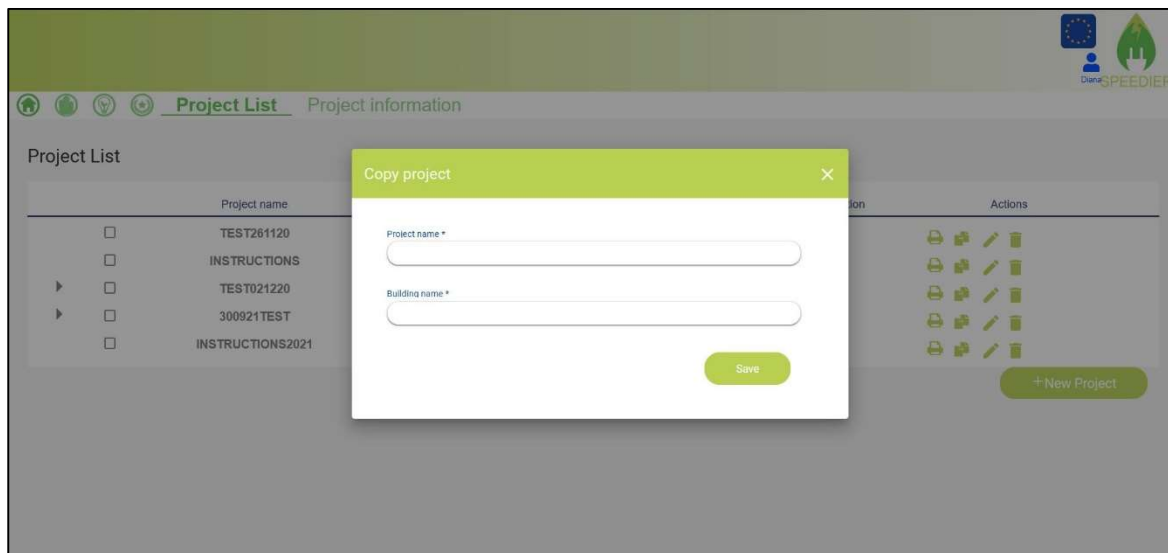 Diana
SPEEDIER
Project List Project information
Project List
Copy project
Project name
tion
Actions
TEST261120
Project name *
INSTRUCTIONS
TEST021220
Building name *
300921TEST
INSTRUCTIONS2021
Save
+New Project